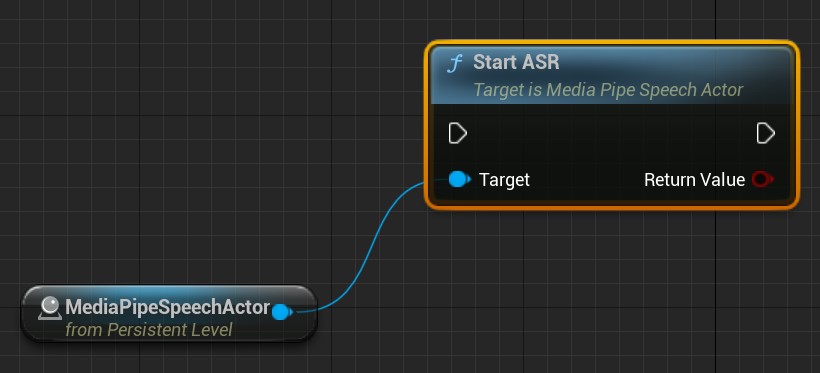 Start ASR
Target is Media Pipe Speech Actor
Target Return Value
MediaPipeSpeechActor
from Persistent Level